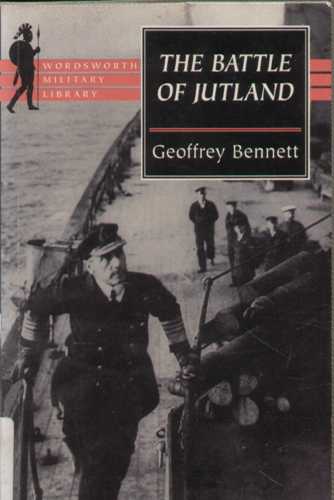 WORDSWORTH
MILITARY
LIBRARY
THE BATTLE
OF JUTLAND
Geoffrey Bennett